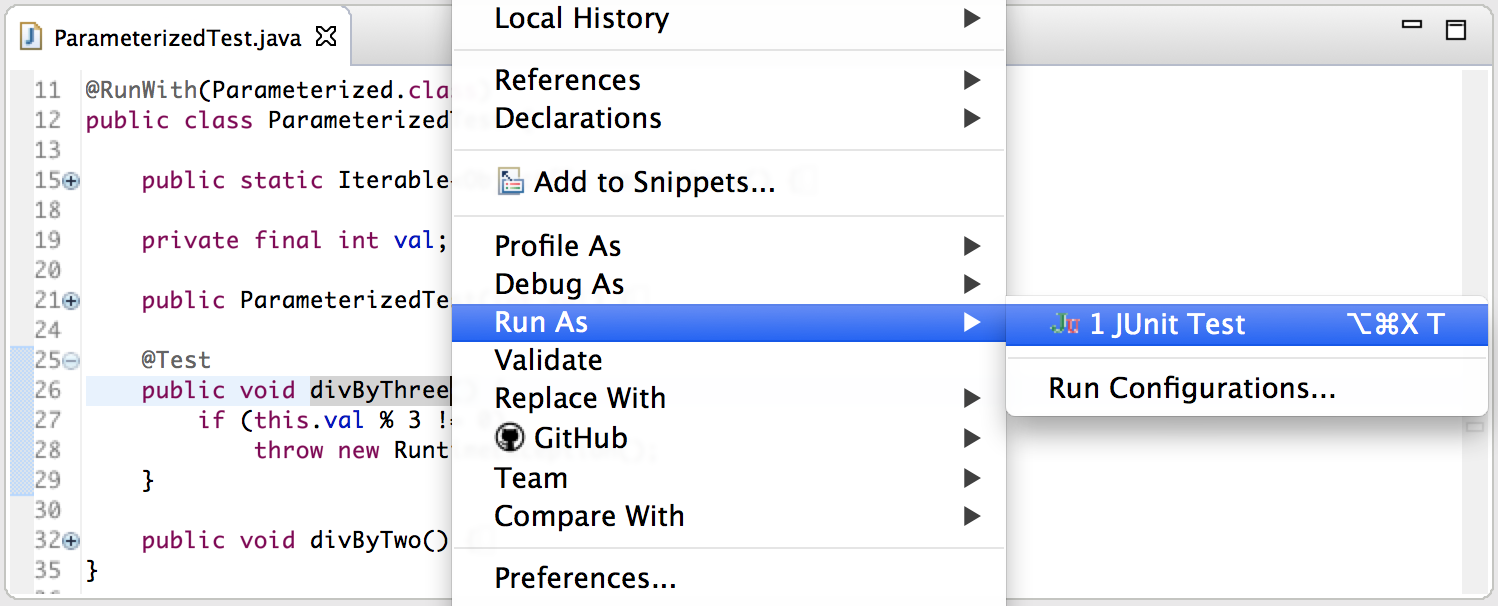 ParameterizedTest.java
11 @RunWith(Parameterized.cla
12 public class Parameterized
13
15 public static Iterable
18
19 private final int val;
20
21 public ParameterizedTe
24
25 @Test
26 public void divByThree
27 if (this.val % 3 !=
28 throw new Runt
29 }
30
32 public void divByTwo()
35 }
Local History
References
Declarations
Add to Snippets...
Profile As
Debug As
Run As
Validate
Replace With
GitHub
Team
Compare With
Preferences...
1 JUnit Test ⌥⌘X T
Run Configurations...